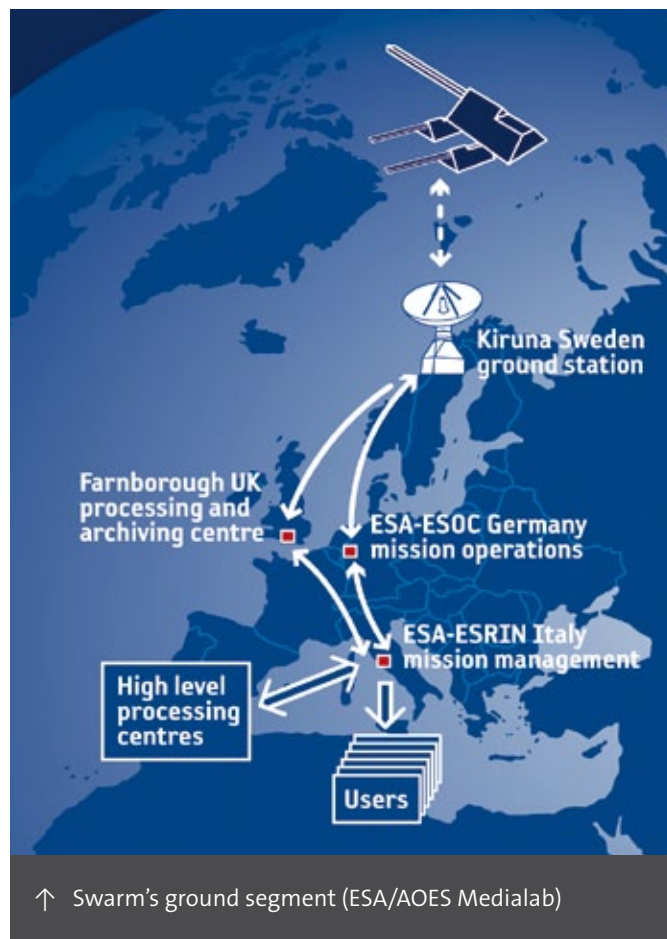 Kiruna Sweden
ground station
Farnborough UK
processing and
archiving centre
ESA-ESOC Germany
mission operations
ESA-ESRIN Italy
mission management
High level
processing
centres
Users
↑ Swarm’s ground segment (ESA/AOES Medialab)